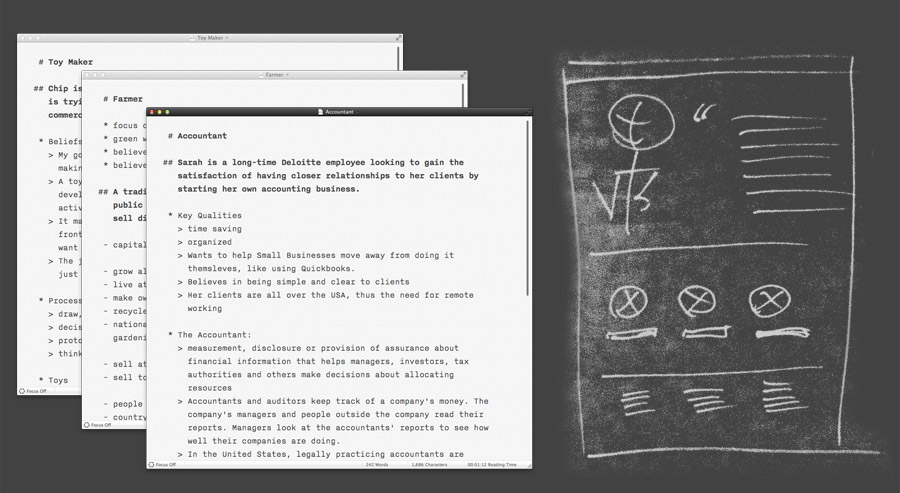 Toy Maker
# Toy Maker
## Chip is
is tryi
commerc
* Beliefs
> My go
makin
> A toy
devel
activ
> It ma
front
want
> The j
just
* Process
> draw,
> decis
> proto
> think
* Toys
Focus Off
Farmer
# Farmer
* focus o
* green w
* believe
* believe
## A tradi
public
sell di
- capital
- grow al
- live at
- make ow
- recycle
- nationa
gardeni
- sell at
- sell to
- people
- country
Focus Off
Accountant
# Accountant
## Sarah is a long-time Deloitte employee looking to gain the
satisfaction of having closer relationships to her clients by
starting her own accounting business.
* Key Qualities
> time saving
> organized
> Wants to help Small Businesses move away from doing it
themsleves, like using Quickbooks.
> Believes in being simple and clear to clients
> Her clients are all over the USA, thus the need for remote
working
* The Accountant:
> measurement, disclosure or provision of assurance about
financial information that helps managers, investors, tax
authorities and others make decisions about allocating
resources
> Accountants and auditors keep track of a company's money. The
company's managers and people outside the company read their
reports. Managers look at the accountants' reports to see how
well their companies are doing.
> In the United States, legally practicing accountants are
Focus Off
242 Words
1,686 Characters
00:01:12 Reading Time
“